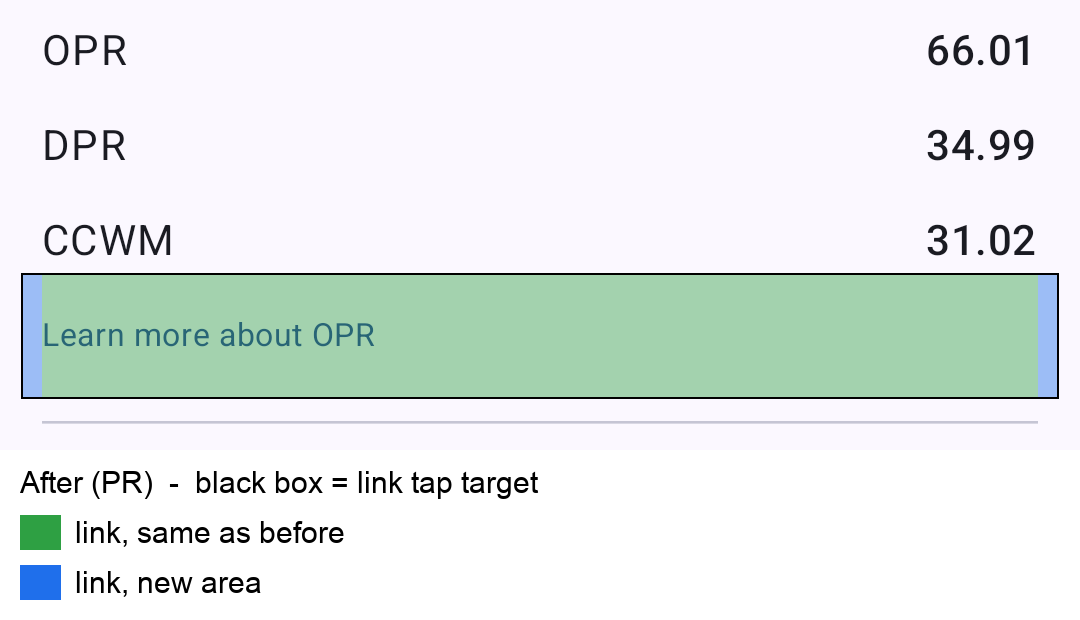 OPR 66.01
DPR 34.99
CCWM 31.02
Learn more about OPR
After (PR) - black box = link tap target
link, same as before
link, new area